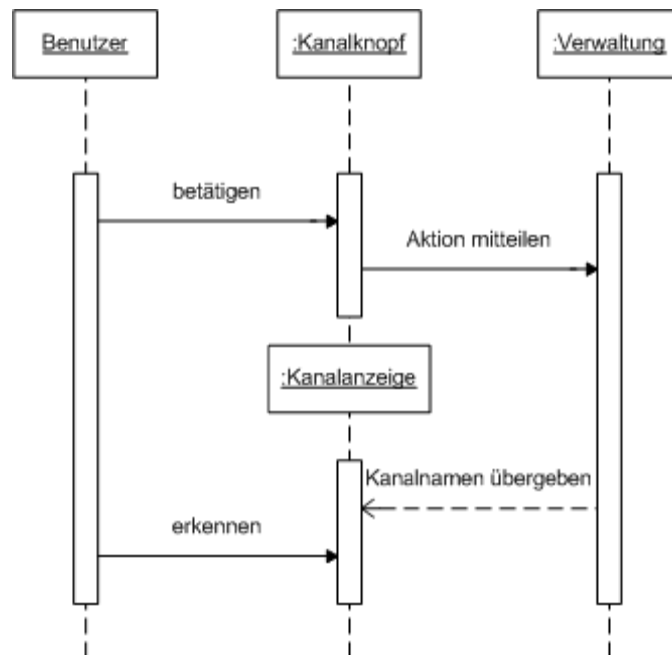 Benutzer
:Kanalknopf
:Verwaltung
betätigen
Aktion mitteilen
:Kanalanzeige
Kanalnamen übergeben
erkennen